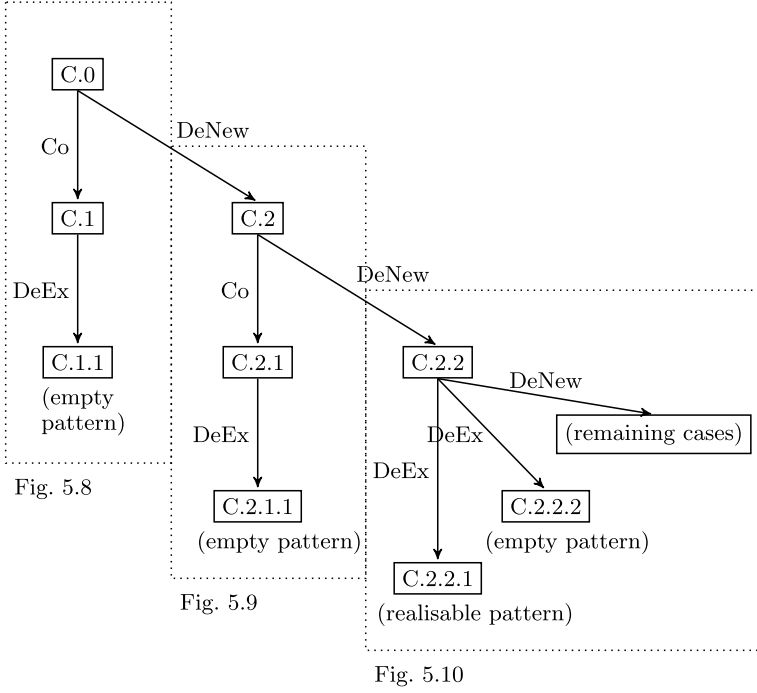 C.0
DeNew
Co
C.1
C.2
DeNew
DeEx
Co
C.1.1
C.2.1
C.2.2
DeNew
(empty
pattern)
(remaining cases)
DeEx
DeEx
DeEx
Fig. 5.8
C.2.1.1
C.2.2.2
(empty pattern)
(empty pattern)
C.2.2.1
Fig. 5.9
(realisable pattern)
Fig. 5.10